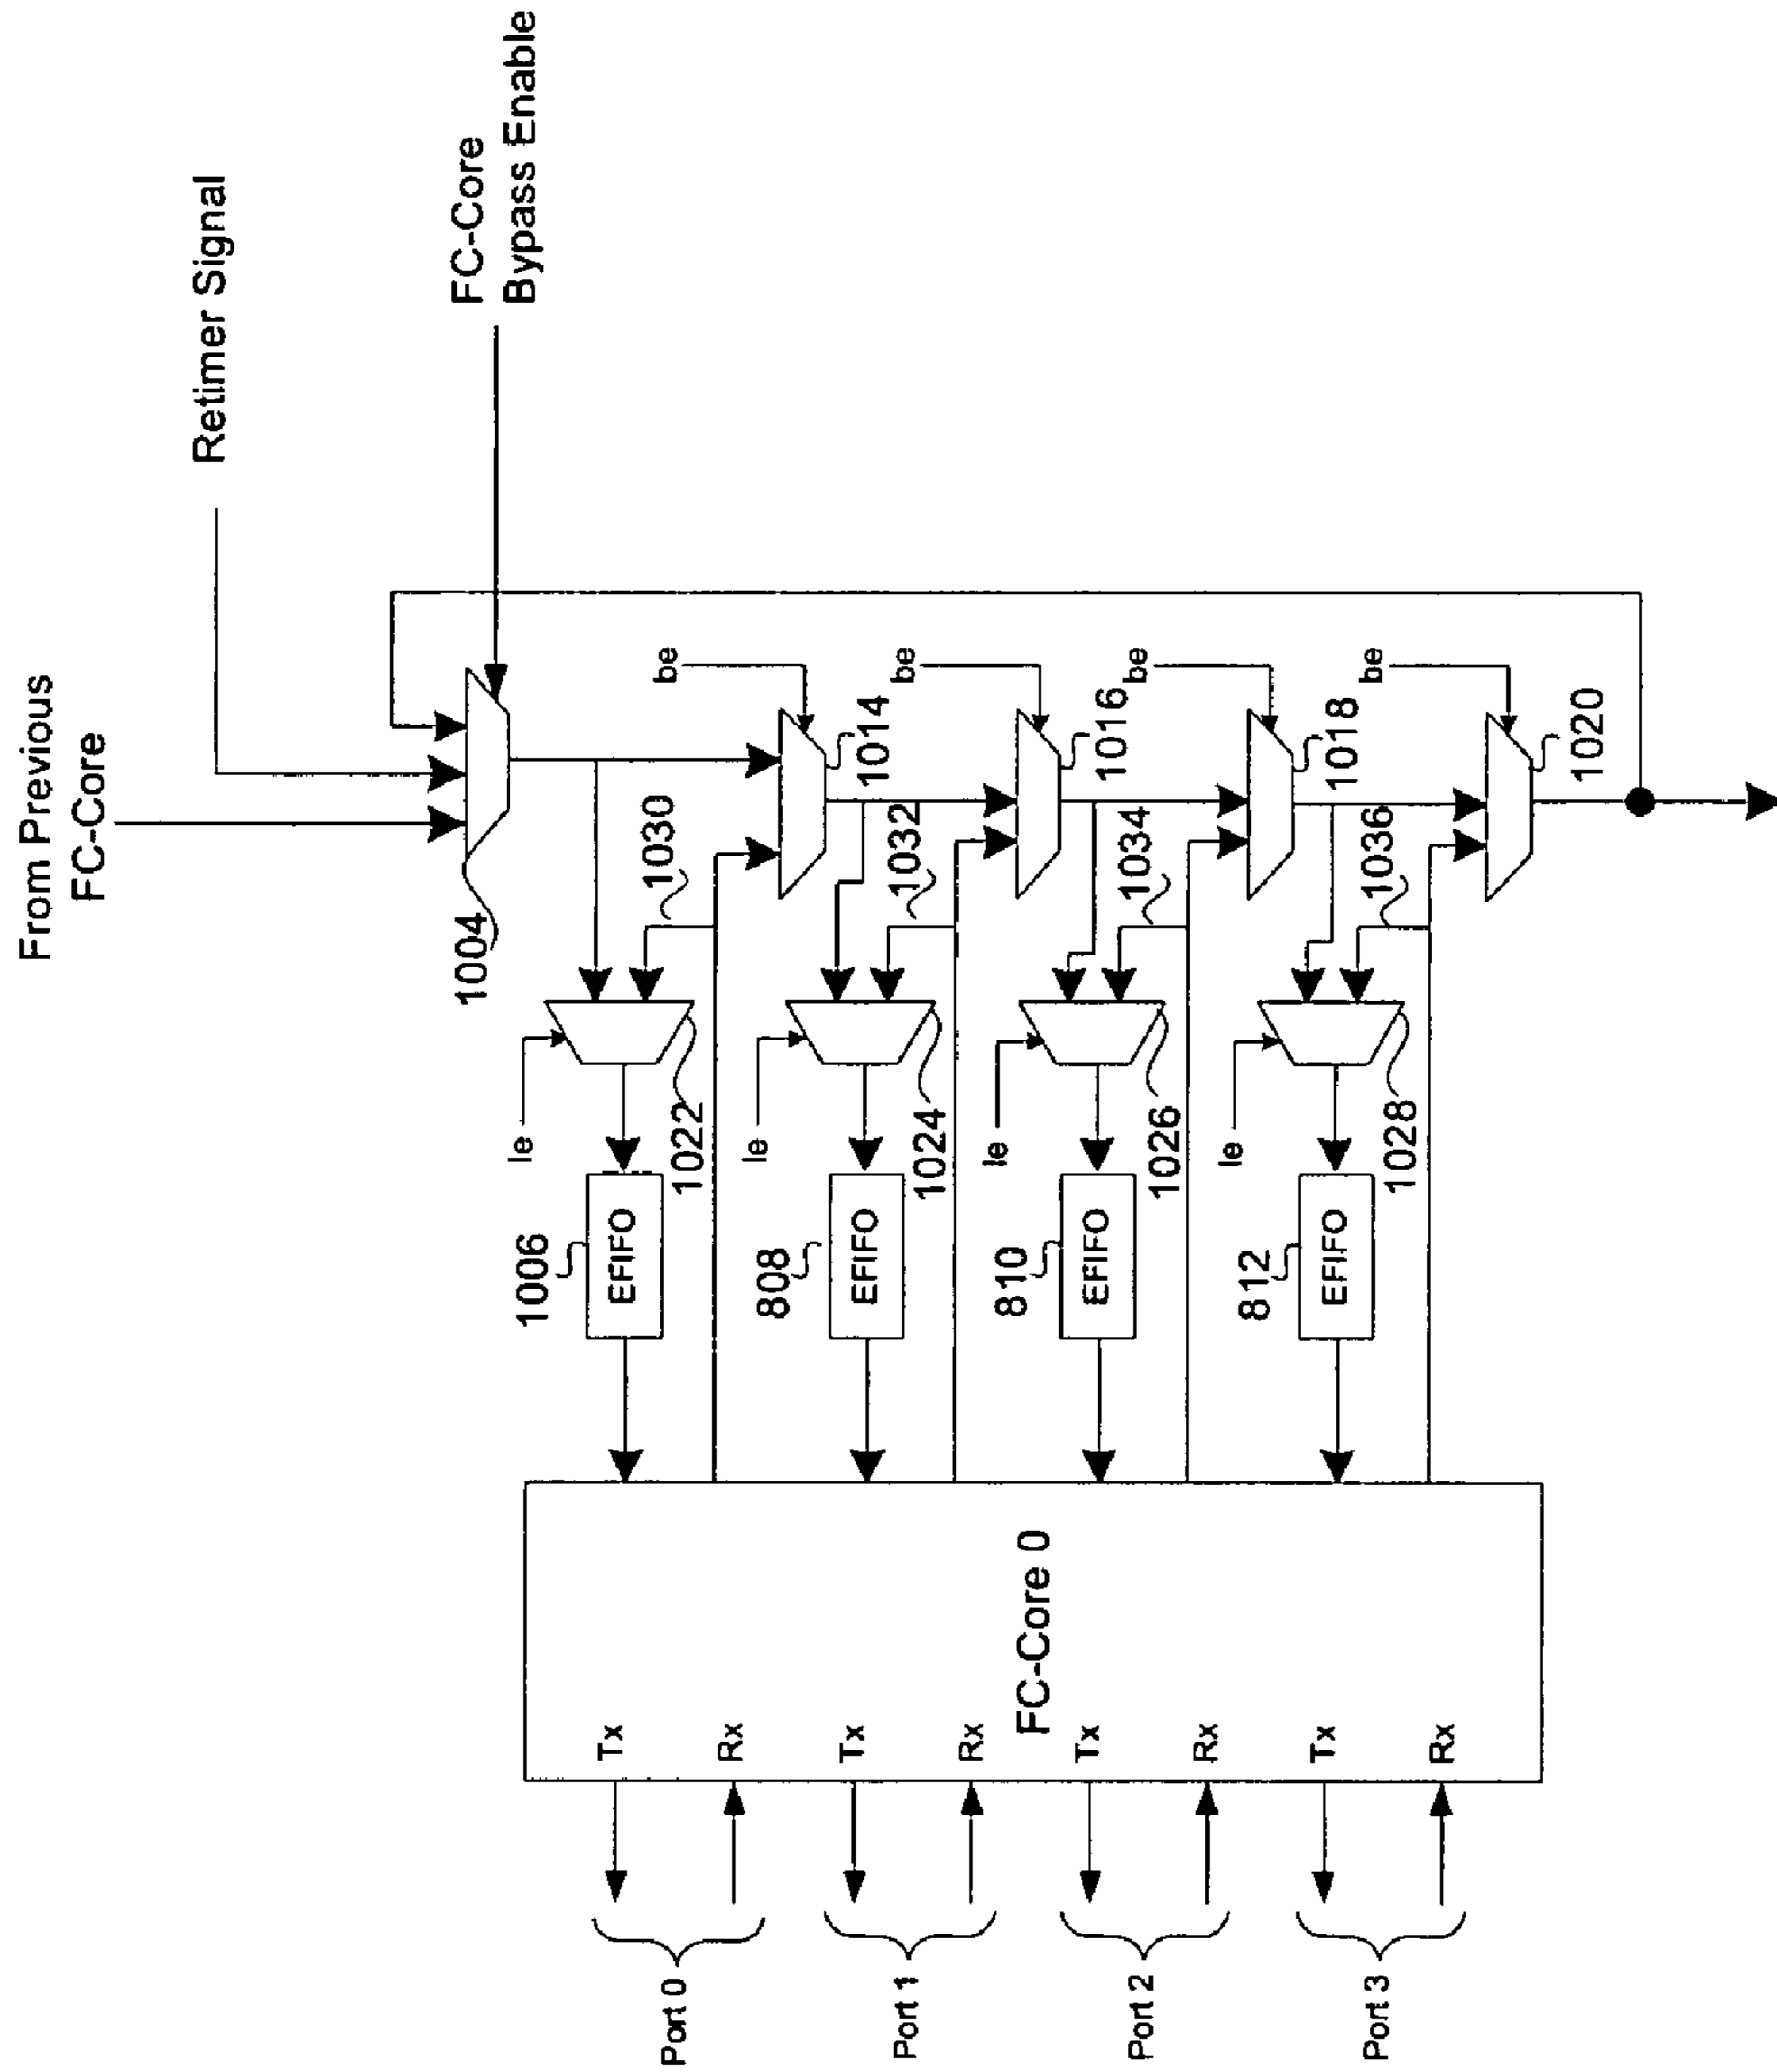 From Previous
FC-Core
Retimer Signal
FC-Core
Bypass Enable
1004
be
be
be
be
1014
1016
1018
1020
1030
1032
1034
1036
le
le
le
le
1022
1024
1026
1028
1006
808
810
812
EFIFO
EFIFO
EFIFO
EFIFO
FC-Core 0
Tx
Rx
Tx
Rx
Tx
Rx
Tx
Rx
Port 0
Port 1
Port 2
Port 3